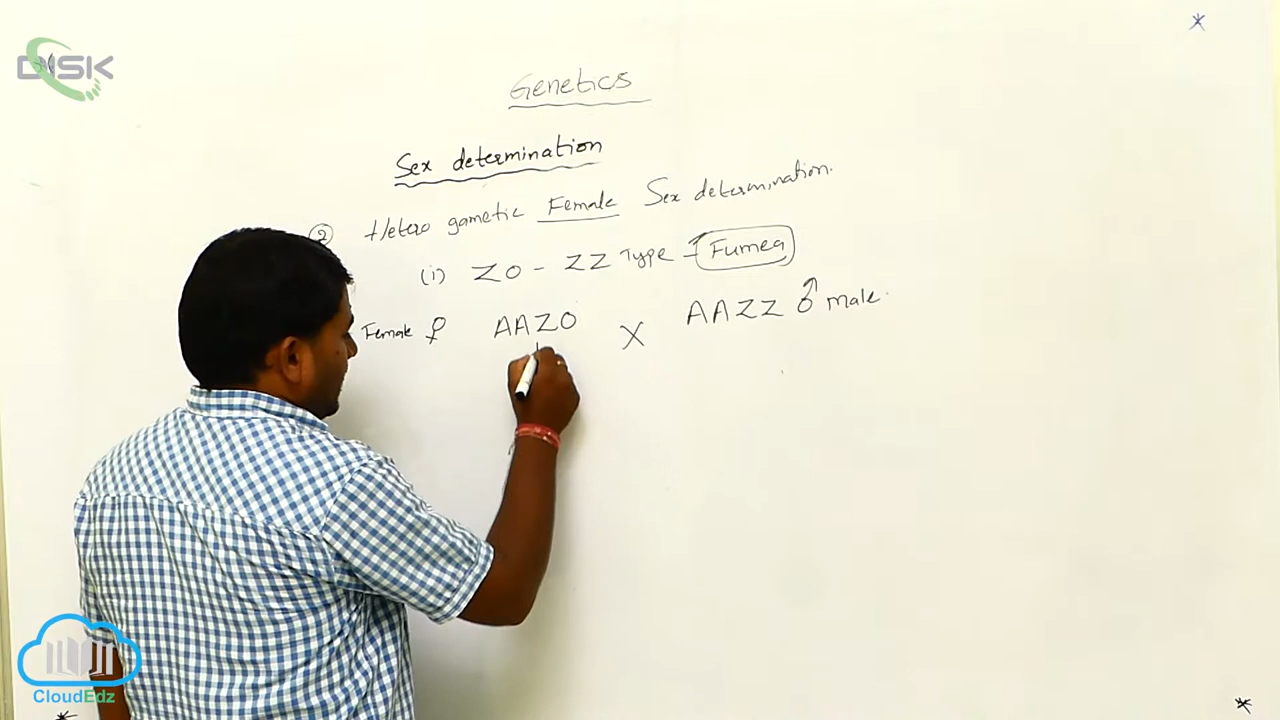 DISK
Genetics
Sex determination
② Hetero gametic Female Sex determination.
(i) ZO - ZZ Type - Fumea
Female ♀ AAZO X AAZZ ♂ male.
CloudEdz